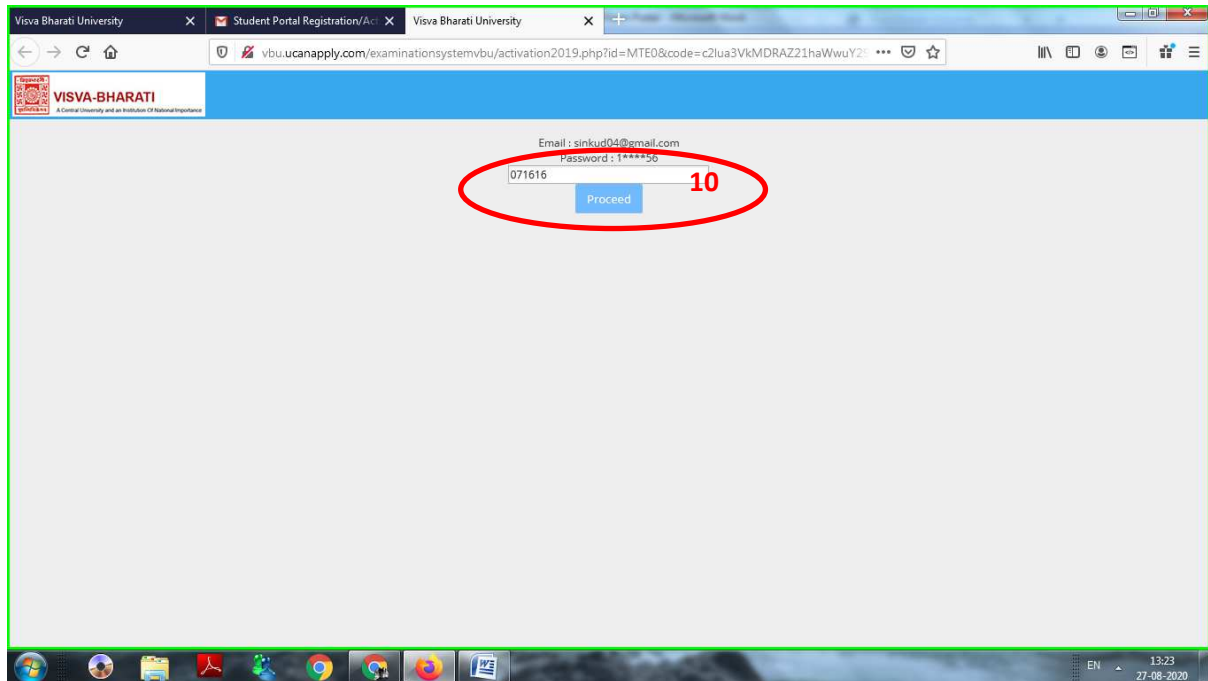 Visva Bharati University
Student Portal Registration/Act
Visva Bharati University
vbu.ucanapply.com/examinationsystemvbu/activation2019.php?id=MTE0&code=c2lua3VkMDRAZ21haWwuY29
VISVA-BHARATI
A Central University and an Institution Of National Importance
Email : sinkud04@gmail.com
Password : 1****56
071616
10
Proceed
EN
13:23
27-08-2020